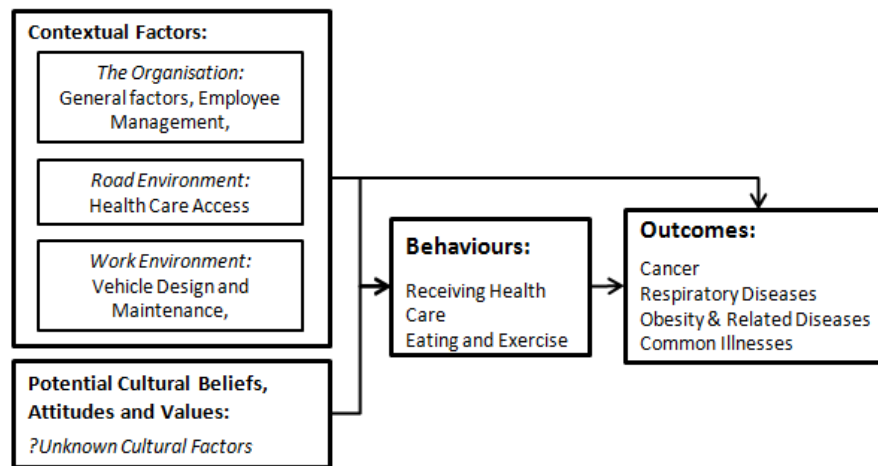 Contextual Factors:
The Organisation:
General factors, Employee
Management,
Road Environment:
Health Care Access
Work Environment:
Vehicle Design and
Maintenance,
Potential Cultural Beliefs,
Attitudes and Values:
?Unknown Cultural Factors
Behaviours:
Receiving Health
Care
Eating and Exercise
Outcomes:
Cancer
Respiratory Diseases
Obesity & Related Diseases
Common Illnesses